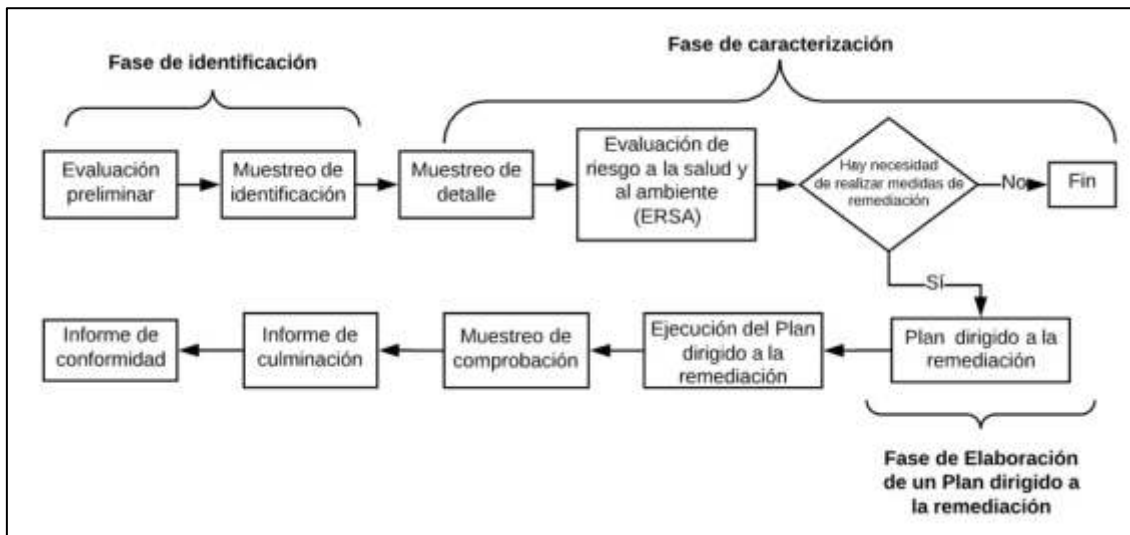 Fase de identificación
Fase de caracterización
Evaluación
preliminar
Muestreo de
identificación
Muestreo de
detalle
Evaluación de
riesgo a la salud y
al ambiente
(ERSA)
Hay necesidad
de realizar medidas de
remediación
No
Fin
Sí
Informe de
conformidad
Informe de
culminación
Muestreo de
comprobación
Ejecución del Plan
dirigido a la
remediación
Plan dirigido a la
remediación
Fase de Elaboración
de un Plan dirigido a
la remediación